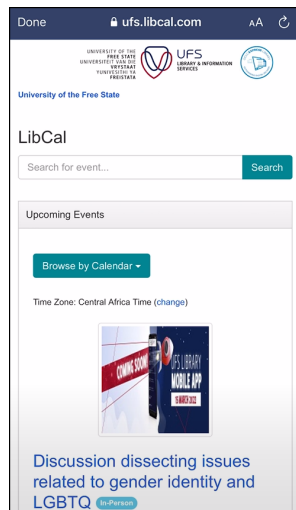 Done
ufs.libcal.com
AA
UNIVERSITY OF THE
FREE STATE
UNIVERSITEIT VAN DIE
VRYSTAAT
YUNIVESITHI YA
FREISTATA
UFS
LIBRARY & INFORMATION
SERVICES
University of the Free State
LibCal
Search for event...
Search
Upcoming Events
Browse by Calendar
Time Zone: Central Africa Time (change)
COMING SOON!
UFS LIBRARY
MOBILE APP
15 MARCH 2022
Discussion dissecting issues
related to gender identity and
LGBTQ In-Person